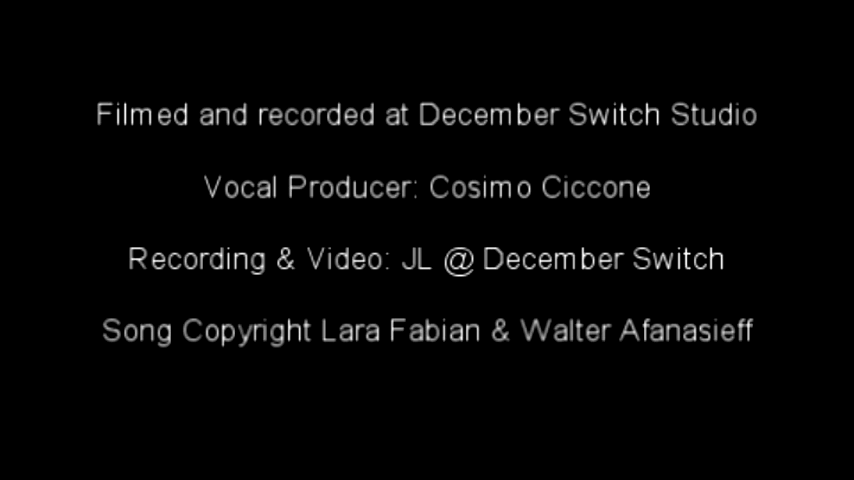 Filmed and recorded at December Switch Studio
Vocal Producer: Cosimo Ciccone
Recording & Video: JL @ December Switch
Song Copyright Lara Fabian & Walter Afanasieff